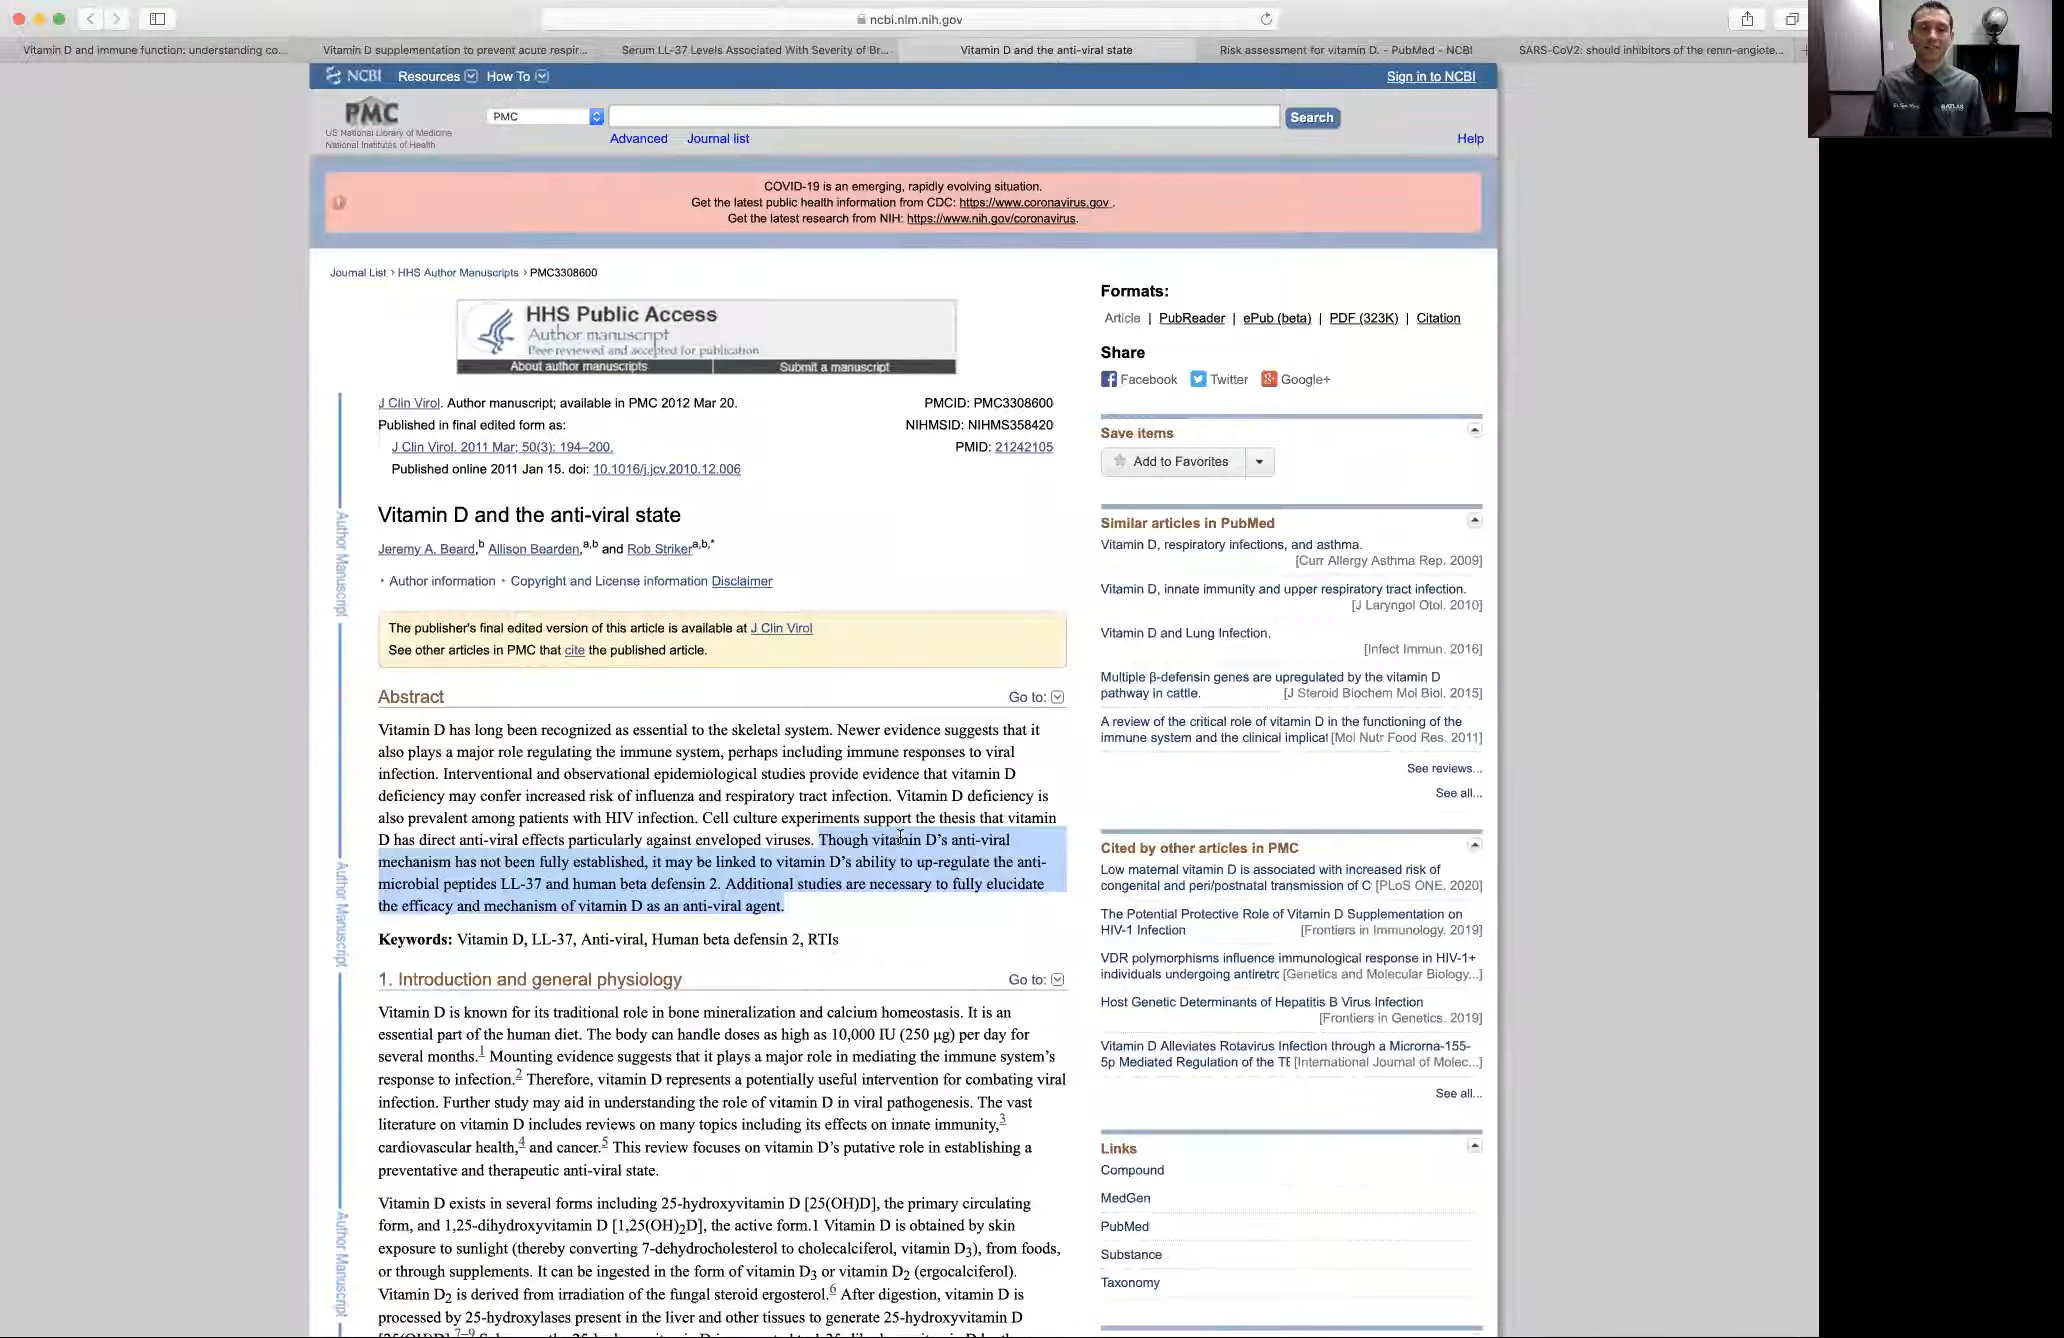 ncbi.nlm.nih.gov
Vitamin D and immune function: understanding co...
Vitamin D supplementation to prevent acute respir...
Serum LL-37 Levels Associated With Severity of Br...
Vitamin D and the anti-viral state
Risk assessment for vitamin D. - PubMed - NCBI
SARS-CoV2: should inhibitors of the renin-angiote...
NCBI Resources How To
Sign in to NCBI
PMC
US National Library of Medicine
National Institutes of Health
PMC
Search
Advanced Journal list
Help
COVID-19 is an emerging, rapidly evolving situation.
Get the latest public health information from CDC: https://www.coronavirus.gov .
Get the latest research from NIH: https://www.nih.gov/coronavirus.
Journal List > HHS Author Manuscripts > PMC3308600
HHS Public Access
Author manuscript
Peer-reviewed and accepted for publication
About author manuscripts Submit a manuscript
J Clin Virol. Author manuscript; available in PMC 2012 Mar 20.
Published in final edited form as:
J Clin Virol. 2011 Mar; 50(3): 194–200.
Published online 2011 Jan 15. doi: 10.1016/j.jcv.2010.12.006
PMCID: PMC3308600
NIHMSID: NIHMS358420
PMID: 21242105
Vitamin D and the anti-viral state
Jeremy A. Beard,b Allison Bearden,a,b and Rob Strikera,b,*
Author information Copyright and License information Disclaimer
The publisher's final edited version of this article is available at J Clin Virol
See other articles in PMC that cite the published article.
Abstract
Go to:
Vitamin D has long been recognized as essential to the skeletal system. Newer evidence suggests that it
also plays a major role regulating the immune system, perhaps including immune responses to viral
infection. Interventional and observational epidemiological studies provide evidence that vitamin D
deficiency may confer increased risk of influenza and respiratory tract infection. Vitamin D deficiency is
also prevalent among patients with HIV infection. Cell culture experiments support the thesis that vitamin
D has direct anti-viral effects particularly against enveloped viruses. Though vitamin D's anti-viral
mechanism has not been fully established, it may be linked to vitamin D's ability to up-regulate the anti-
microbial peptides LL-37 and human beta defensin 2. Additional studies are necessary to fully elucidate
the efficacy and mechanism of vitamin D as an anti-viral agent.
Keywords: Vitamin D, LL-37, Anti-viral, Human beta defensin 2, RTIs
1. Introduction and general physiology
Go to:
Vitamin D is known for its traditional role in bone mineralization and calcium homeostasis. It is an
essential part of the human diet. The body can handle doses as high as 10,000 IU (250 µg) per day for
several months.1 Mounting evidence suggests that it plays a major role in mediating the immune system's
response to infection.2 Therefore, vitamin D represents a potentially useful intervention for combating viral
infection. Further study may aid in understanding the role of vitamin D in viral pathogenesis. The vast
literature on vitamin D includes reviews on many topics including its effects on innate immunity,3
cardiovascular health,4 and cancer.5 This review focuses on vitamin D's putative role in establishing a
preventative and therapeutic anti-viral state.
Vitamin D exists in several forms including 25-hydroxyvitamin D [25(OH)D], the primary circulating
form, and 1,25-dihydroxyvitamin D [1,25(OH)2D], the active form.1 Vitamin D is obtained by skin
exposure to sunlight (thereby converting 7-dehydrocholesterol to cholecalciferol, vitamin D3), from foods,
or through supplements. It can be ingested in the form of vitamin D3 or vitamin D2 (ergocalciferol).
Vitamin D2 is derived from irradiation of the fungal steroid ergosterol.6 After digestion, vitamin D is
processed by 25-hydroxylases present in the liver and other tissues to generate 25-hydroxyvitamin D
Author Manuscript
Author Manuscript
Author Manuscript
Formats:
Article | PubReader | ePub (beta) | PDF (323K) | Citation
Share
Facebook Twitter Google+
Save items
Add to Favorites
Similar articles in PubMed
Vitamin D, respiratory infections, and asthma.
[Curr Allergy Asthma Rep. 2009]
Vitamin D, innate immunity and upper respiratory tract infection.
[J Laryngol Otol. 2010]
Vitamin D and Lung Infection.
[Infect Immun. 2016]
Multiple β-defensin genes are upregulated by the vitamin D
pathway in cattle. [J Steroid Biochem Mol Biol. 2015]
A review of the critical role of vitamin D in the functioning of the
immune system and the clinical implicat [Mol Nutr Food Res. 2011]
See reviews...
See all...
Cited by other articles in PMC
Low maternal vitamin D is associated with increased risk of
congenital and peri/postnatal transmission of C [PLoS ONE. 2020]
The Potential Protective Role of Vitamin D Supplementation on
HIV-1 Infection [Frontiers in Immunology. 2019]
VDR polymorphisms influence immunological response in HIV-1+
individuals undergoing antiretrc [Genetics and Molecular Biology...]
Host Genetic Determinants of Hepatitis B Virus Infection
[Frontiers in Genetics. 2019]
Vitamin D Alleviates Rotavirus Infection through a Microrna-155-
5p Mediated Regulation of the TE [International Journal of Molec...]
See all...
Links
Compound
MedGen
PubMed
Substance
Taxonomy